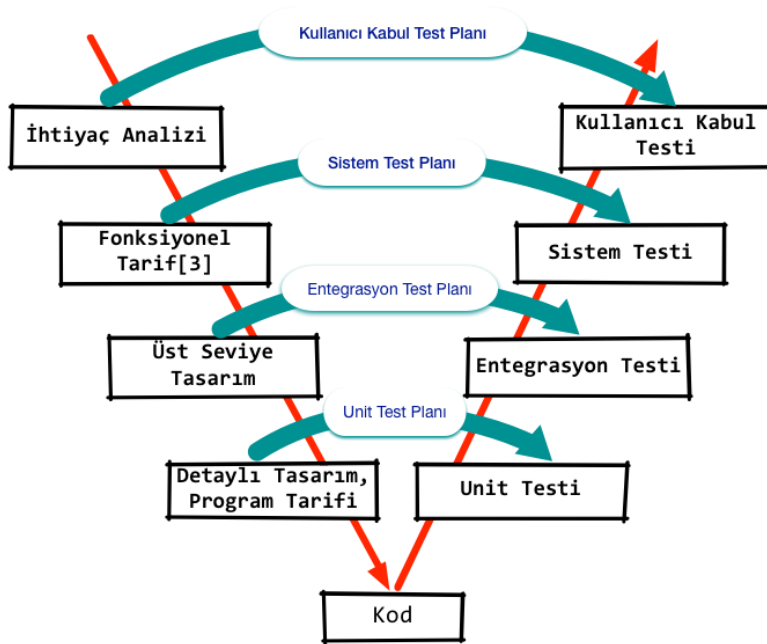 Kullanıcı Kabul Test Planı
İhtiyaç Analizi
Kullanıcı Kabul
Testi
Sistem Test Planı
Fonksiyonel
Tarif[3]
Sistem Testi
Entegrasyon Test Planı
Üst Seviye
Tasarım
Entegrasyon Testi
Unit Test Planı
Detaylı Tasarım,
Program Tarifi
Unit Testi
Kod